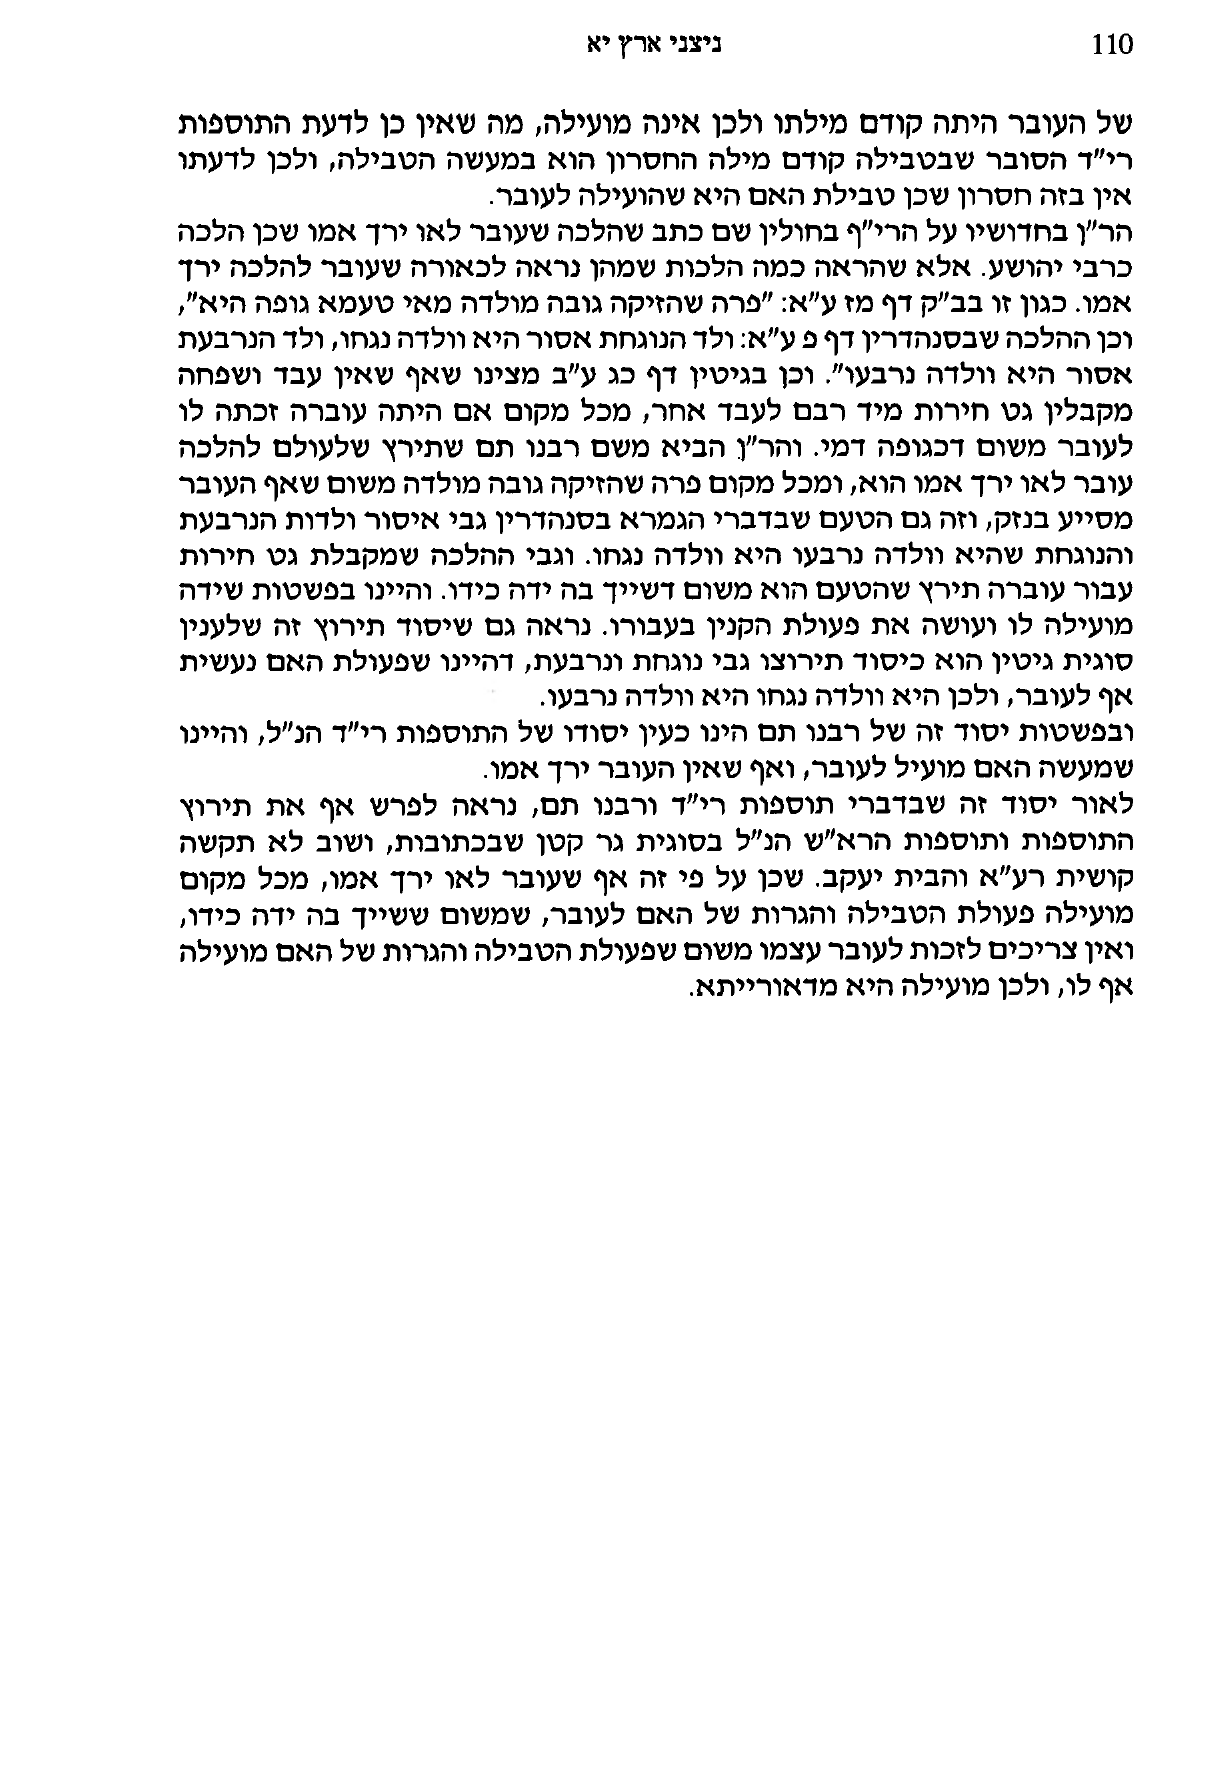 110
ניצני ארץ יא
של העובר היתה קודם מילתו ולכן אינה מועילה, מה שאין כן לדעת התוספות
רי"ד הסובר שבטבילה קודם מילה החסרון הוא במעשה הטבילה, ולכן לדעתו
אין בזה חסרון שכן טבילת האם היא שהועילה לעובר.
הר"ן בחדושיו על הרי"ף בחולין שם כתב שהלכה שעובר לאו ירך אמו שכן הלכה
כרבי יהושע. אלא שהראה כמה הלכות שמהן נראה לכאורה שעובר להלכה ירך
אמו. כגון זו בב"ק דף מז ע"א: "פרה שהזיקה גובה מולדה מאי טעמא גופה היא",
וכן ההלכה שבסנהדרין דף פ ע"א: ולד הנוגחת אסור היא וולדה נגחו, ולד הנרבעת
אסור היא וולדה נרבעו". וכן בגיטין דף כג ע"ב מצינו שאף שאין עבד ושפחה
מקבלין גט חירות מיד רבם לעבד אחר, מכל מקום אם היתה עוברה זכתה לו
לעובר משום דכגופה דמי. והר"ן הביא משם רבנו תם שתירץ שלעולם להלכה
עובר לאו ירך אמו הוא, ומכל מקום פרה שהזיקה גובה מולדה משום שאף העובר
מסייע בנזק, וזה גם הטעם שבדברי הגמרא בסנהדרין גבי איסור ולדות הנרבעת
והנוגחת שהיא וולדה נרבעו היא וולדה נגחו. וגבי ההלכה שמקבלת גט חירות
עבור עוברה תירץ שהטעם הוא משום דשייך בה ידה כידו. והיינו בפשטות שידה
מועילה לו ועושה את פעולת הקנין בעבורו. נראה גם שיסוד תירוץ זה שלענין
סוגית גיטין הוא כיסוד תירוצו גבי נוגחת ונרבעת, דהיינו שפעולת האם נעשית
אף לעובר, ולכן היא וולדה נגחו היא וולדה נרבעו.
ובפשטות יסוד זה של רבנו תם הינו כעין יסודו של התוספות רי"ד הנ"ל, והיינו
שמעשה האם מועיל לעובר, ואף שאין העובר ירך אמו.
לאור יסוד זה שבדברי תוספות רי"ד ורבנו תם, נראה לפרש אף את תירוץ
התוספות ותוספות הרא"ש הנ"ל בסוגית גר קטן שבכתובות, ושוב לא תקשה
קושית רע"א והבית יעקב. שכן על פי זה אף שעובר לאו ירך אמו, מכל מקום
מועילה פעולת הטבילה והגרות של האם לעובר, שמשום ששייך בה ידה כידו,
ואין צריכים לזכות לעובר עצמו משום שפעולת הטבילה והגרות של האם מועילה
אף לו, ולכן מועילה היא מדאורייתא.